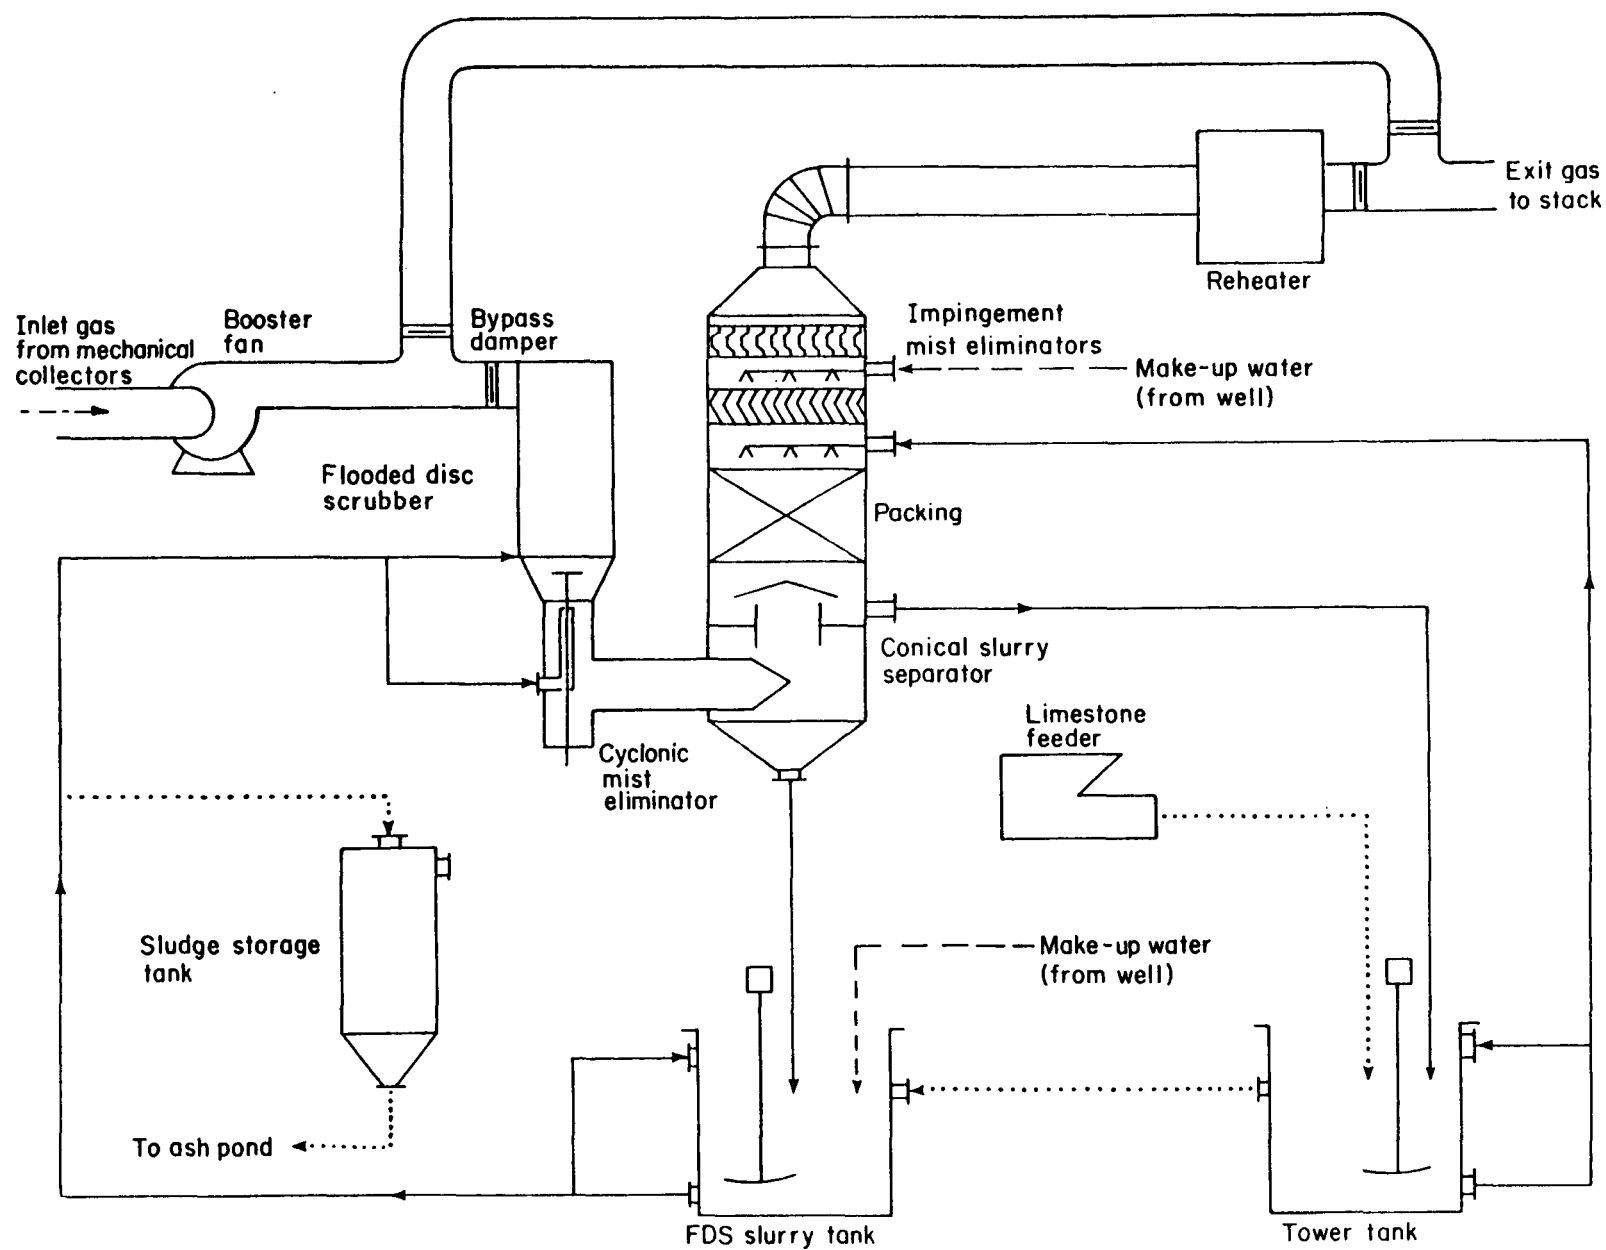 Exit gas
to stack
Reheater
Inlet gas
from mechanical
collectors
Booster
fan
Bypass
damper
Impingement
mist eliminators
Make-up water
(from well)
Flooded disc
scrubber
Packing
Conical slurry
separator
Limestone
feeder
Cyclonic
mist
eliminator
Sludge storage
tank
Make-up water
(from well)
To ash pond
FDS slurry tank
Tower tank